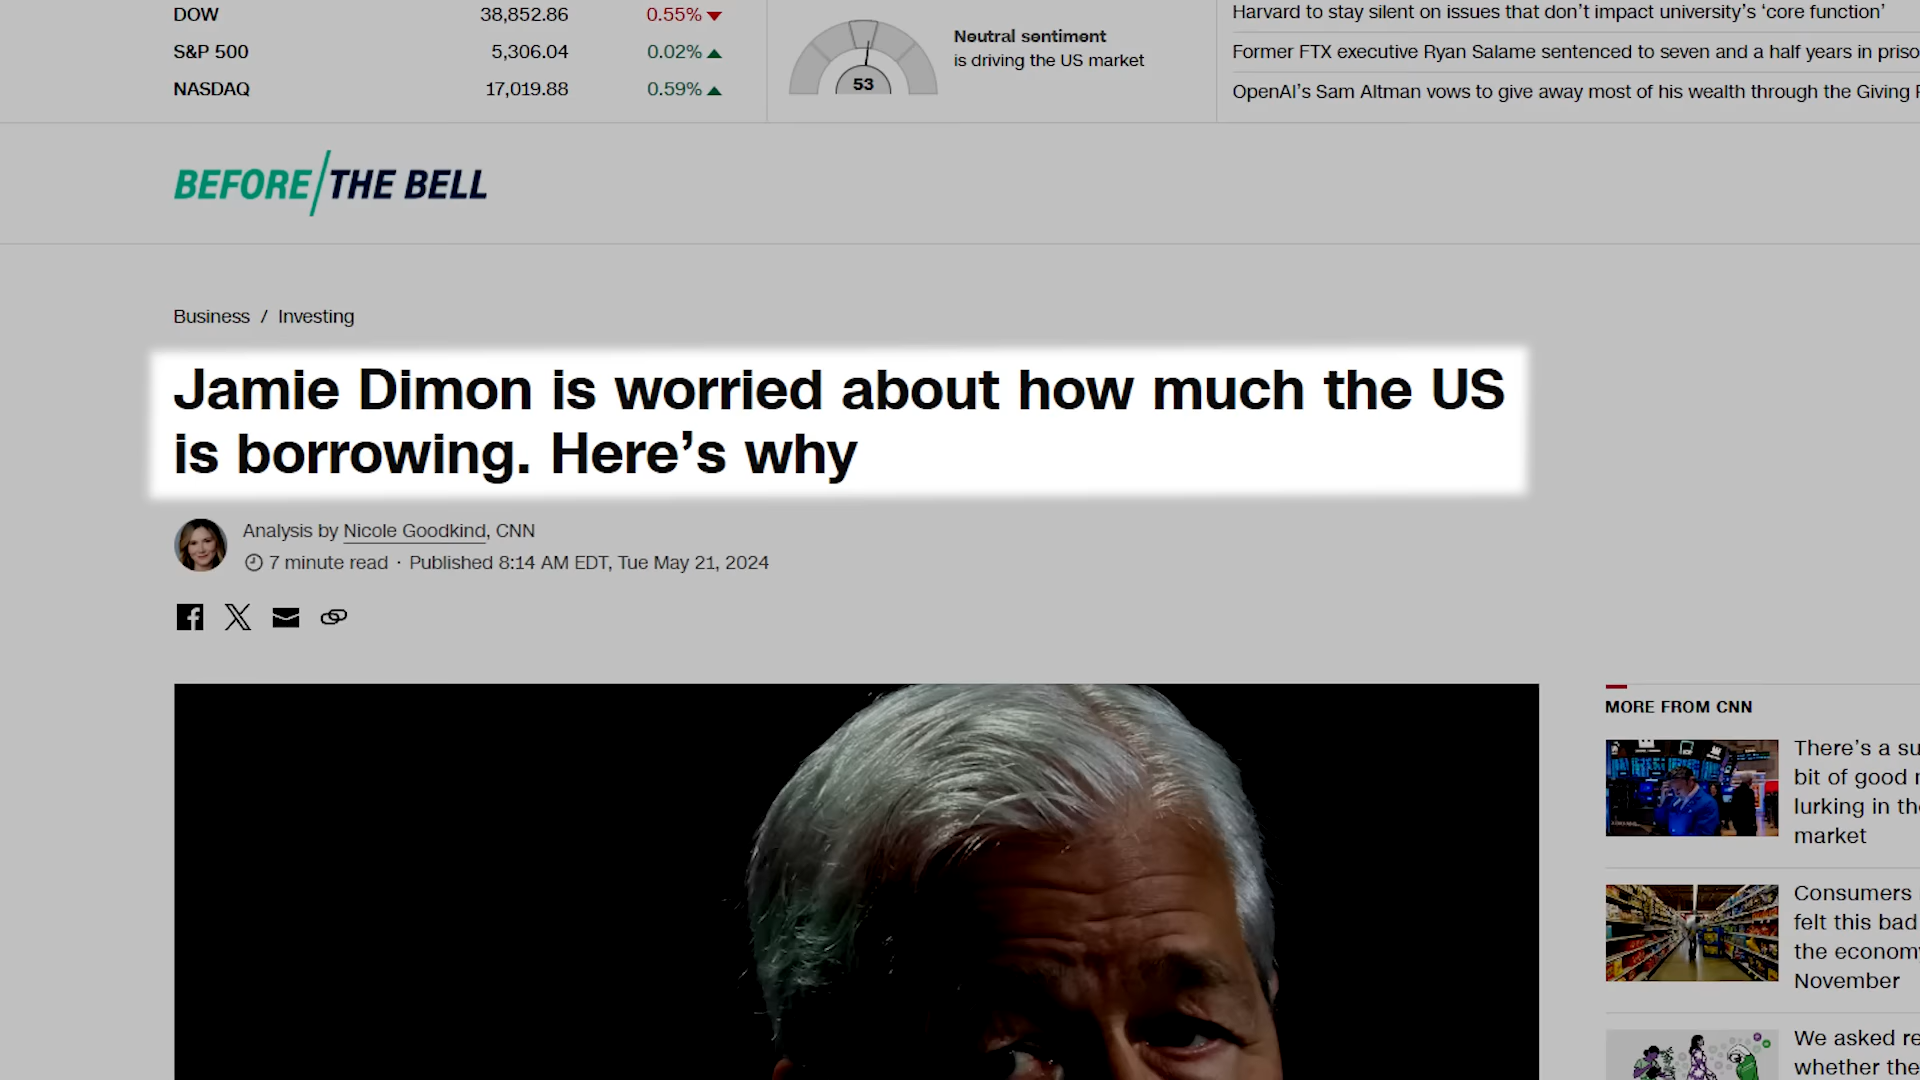 DOW 38,852.86 0.55%
S&P 500 5,306.04 0.02%
NASDAQ 17,019.88 0.59%
53
Neutral sentiment
is driving the US market
Harvard to stay silent on issues that don’t impact university’s ‘core function’
Former FTX executive Ryan Salame sentenced to seven and a half years in priso
OpenAI’s Sam Altman vows to give away most of his wealth through the Giving
BEFORE/THE BELL
Business / Investing
Jamie Dimon is worried about how much the US
is borrowing. Here’s why
Analysis by Nicole Goodkind, CNN
7 minute read · Published 8:14 AM EDT, Tue May 21, 2024
MORE FROM CNN
There’s a su
bit of good
lurking in th
market
Consumers
felt this bad
the economy
November
We asked re
whether the